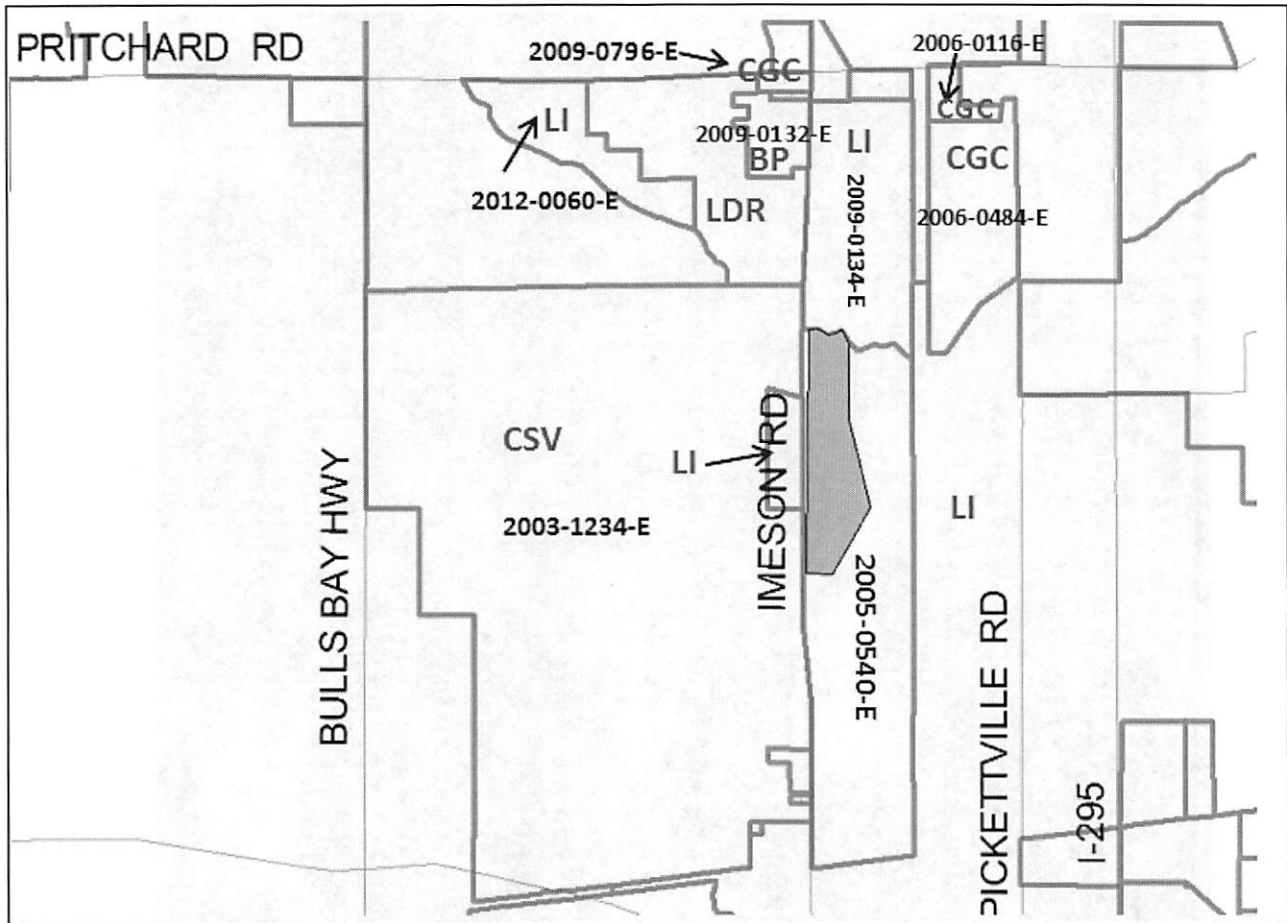 PRITCHARD RD
2009-0796-E
CGC
2006-0116-E
CGC
LI
2009-0132-E
BP
LI
CGC
2012-0060-E
LDR
2009-0134-E
2006-0484-E
CSV
LI
IMESON RD
LI
2003-1234-E
BULLS BAY HWY
2005-0540-E
PICKETTVILLE RD
I-295